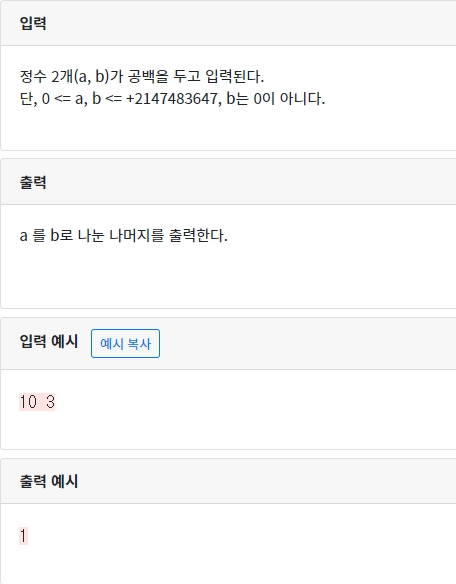 입력
정수 2개(a, b)가 공백을 두고 입력된다.
단, 0 <= a, b <= +2147483647, b는 0이 아니다.
출력
a 를 b로 나눈 나머지를 출력한다.
입력 예시 예시 복사
10 3
출력 예시
1